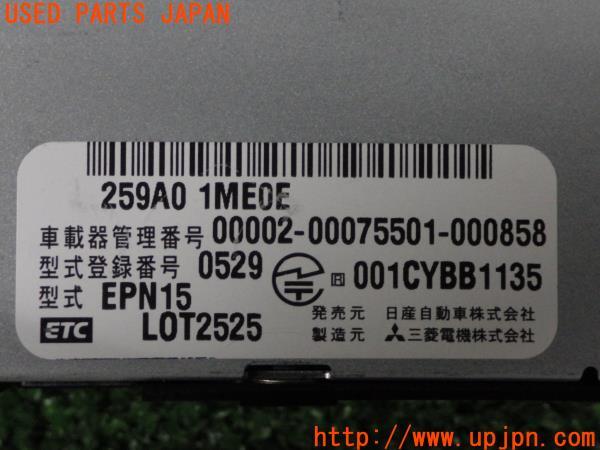 USED PARTS JAPAN
259A0 1ME0E
車載器管理番号 00002-00075501-000858
型式登録番号 0529
R 001CYBB1135
型式 EPN15
ETC LOT2525
発売元 日産自動車株式会社
製造元 三菱電機株式会社
http://www.upjpn.com/